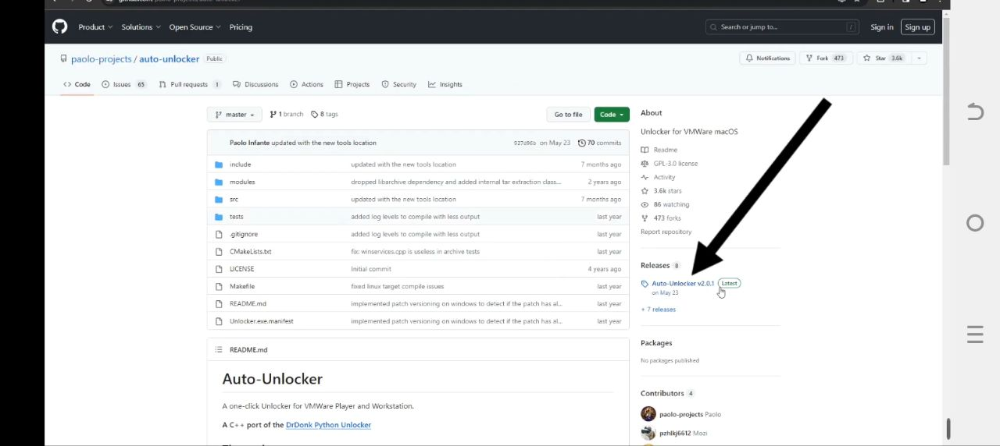 Product Solutions Open Source Pricing Search or jump to... / Sign in Sign up
paolo-projects / auto-unlocker Public Notifications Fork 473 Star 3.6k
Code Issues 65 Pull requests 1 Discussions Actions Projects Security Insights
master 1 branch 8 tags Go to file Code
Paolo Infante updated with the new tools location 927d96b on May 23 70 commits
include updated with the new tools location 7 months ago
modules dropped libarchive dependency and added internal tar extraction class... 2 years ago
src updated with the new tools location 7 months ago
tests added log levels to compile with less output last year
.gitignore added log levels to compile with less output last year
CMakeLists.txt fix: winservices.cpp is useless in archive tests last year
LICENSE Initial commit 4 years ago
Makefile fixed linux target compile issues last year
README.md implemented patch versioning on windows to detect if the patch has al... last year
Unlocker.exe.manifest implemented patch versioning on windows to detect if the patch has al... last year
README.md
Auto-Unlocker
A one-click Unlocker for VMWare Player and Workstation.
A C++ port of the DrDonk Python Unlocker
About
Unlocker for VMWare macOS
Readme
GPL-3.0 license
Activity
3.6k stars
86 watching
473 forks
Report repository
Releases 8
Auto-Unlocker v2.0.1 Latest
on May 23
+ 7 releases
Packages
No packages published
Contributors 4
paolo-projects Paolo
pzhlkj6612 Mozi